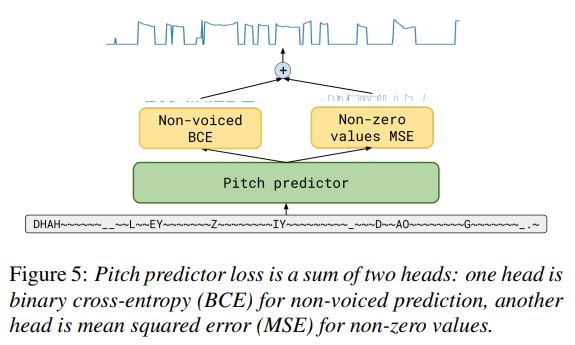 +
Non-voiced
BCE
Non-zero
values MSE
Pitch predictor
DHAH~~~~~~__~~L~~EY~~~~~~~Z~~~~~~~~IY~~~~~~~~~_~~~D~~AO~~~~~~~~G~~~~~~~_.~
Figure 5: Pitch predictor loss is a sum of two heads: one head is
binary cross-entropy (BCE) for non-voiced prediction, another
head is mean squared error (MSE) for non-zero values.